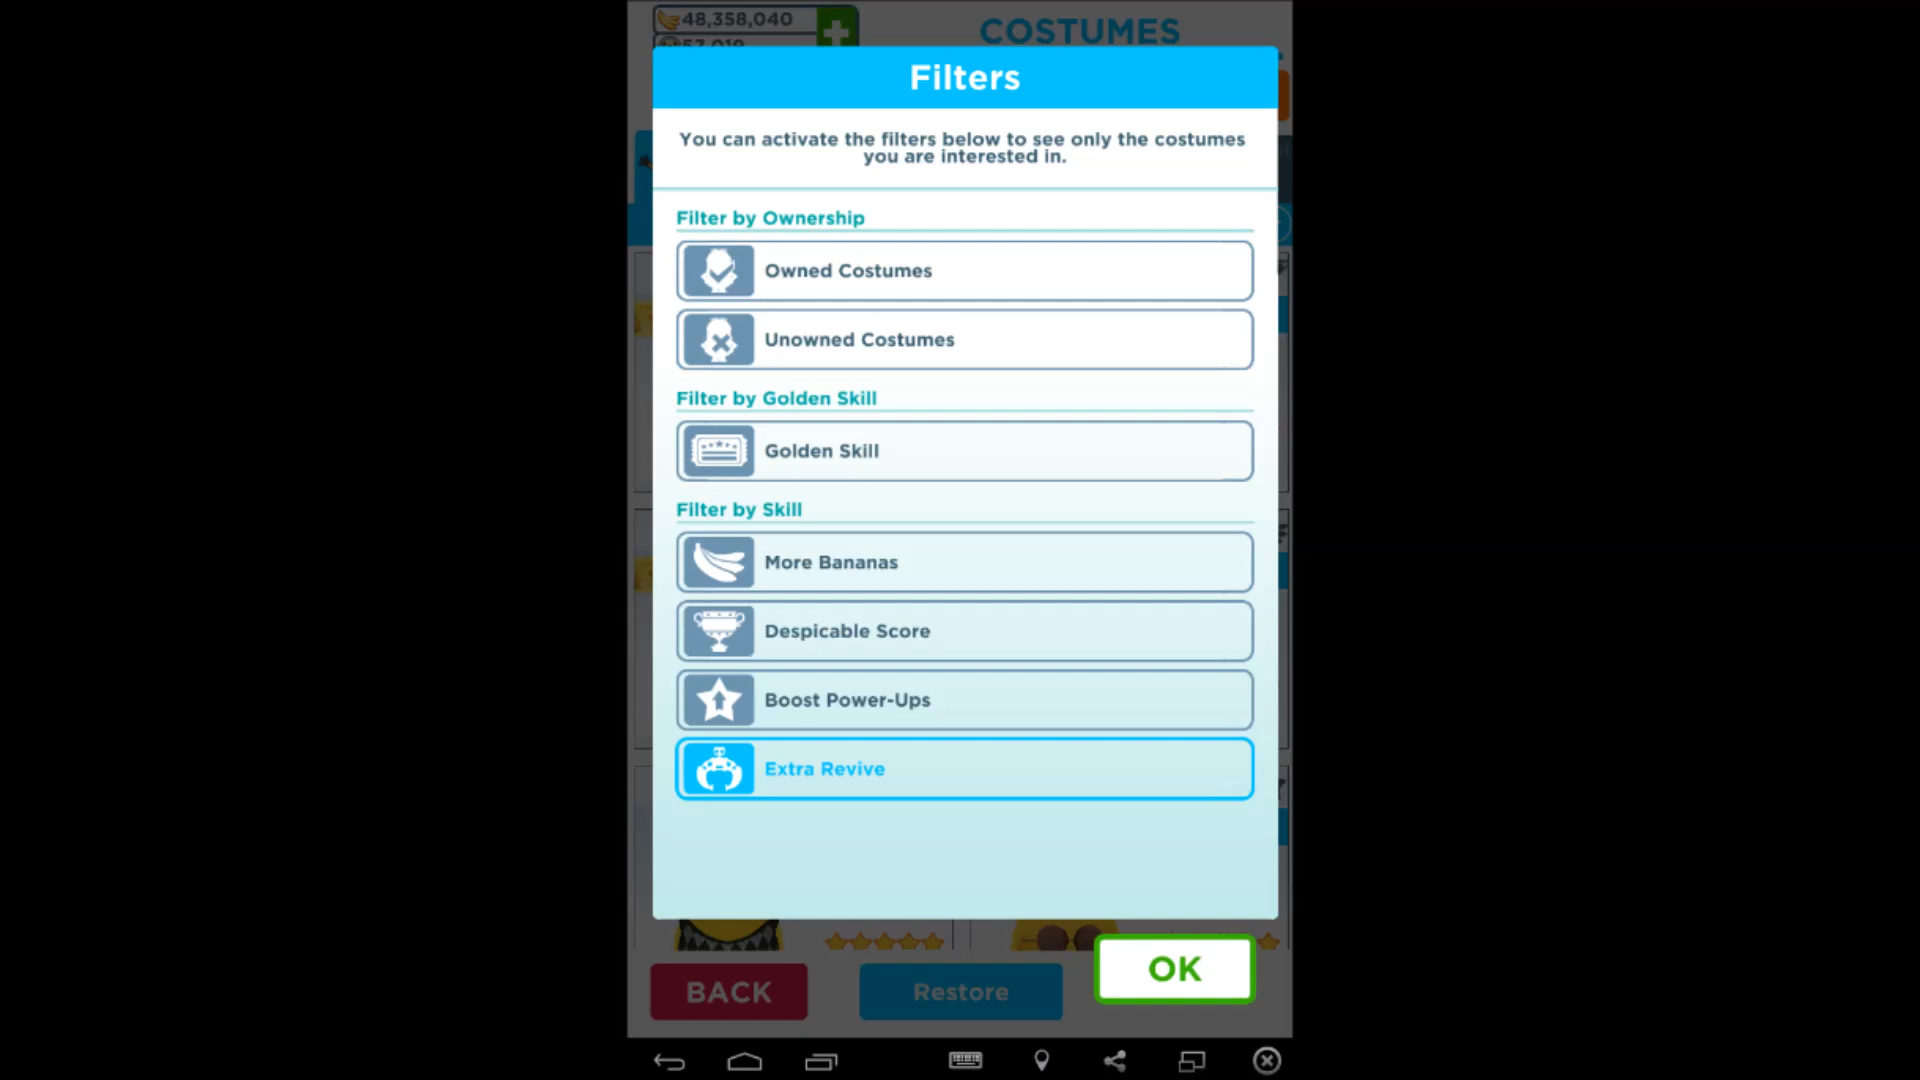 48,358,040
57,019
COSTUMES
Filters
You can activate the filters below to see only the costumes
you are interested in.
Filter by Ownership
Owned Costumes
Unowned Costumes
Filter by Golden Skill
Golden Skill
Filter by Skill
More Bananas
Despicable Score
Boost Power-Ups
Extra Revive
BACK
Restore
OK